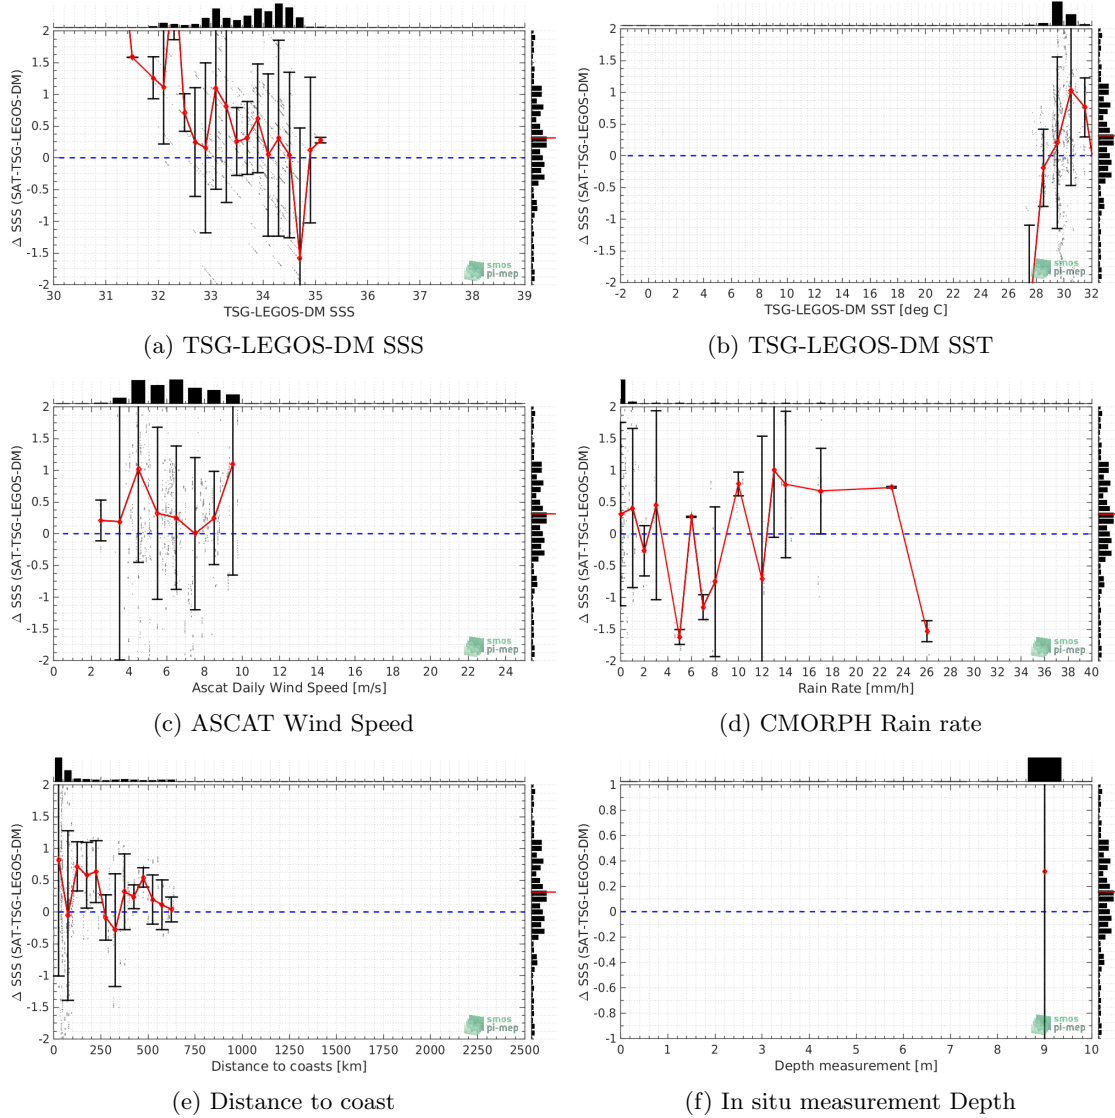 Δ SSS (SAT-TSG-LEGOS-DM)
2
1.5
1
0.5
0
-0.5
-1
-1.5
-2
30 31 32 33 34 35 36 37 38 39
TSG-LEGOS-DM SSS
smos
pi-mep
(a) TSG-LEGOS-DM SSS
Δ SSS (SAT-TSG-LEGOS-DM)
2
1.5
1
0.5
0
-0.5
-1
-1.5
-2
-2 0 2 4 6 8 10 12 14 16 18 20 22 24 26 28 30 32
TSG-LEGOS-DM SST [deg C]
smos
pi-mep
(b) TSG-LEGOS-DM SST
Δ SSS (SAT-TSG-LEGOS-DM)
2
1.5
1
0.5
0
-0.5
-1
-1.5
-2
0 2 4 6 8 10 12 14 16 18 20 22 24
Ascat Daily Wind Speed [m/s]
smos
pi-mep
(c) ASCAT Wind Speed
Δ SSS (SAT-TSG-LEGOS-DM)
2
1.5
1
0.5
0
-0.5
-1
-1.5
-2
0 2 4 6 8 10 12 14 16 18 20 22 24 26 28 30 32 34 36 38 40
Rain Rate [mm/h]
smos
pi-mep
(d) CMORPH Rain rate
Δ SSS (SAT-TSG-LEGOS-DM)
2
1.5
1
0.5
0
-0.5
-1
-1.5
-2
0 250 500 750 1000 1250 1500 1750 2000 2250 2500
Distance to coasts [km]
smos
pi-mep
(e) Distance to coast
Δ SSS (SAT-TSG-LEGOS-DM)
1
0.8
0.6
0.4
0.2
0
-0.2
-0.4
-0.6
-0.8
-1
0 1 2 3 4 5 6 7 8 9 10
Depth measurement [m]
smos
pi-mep
(f) In situ measurement Depth